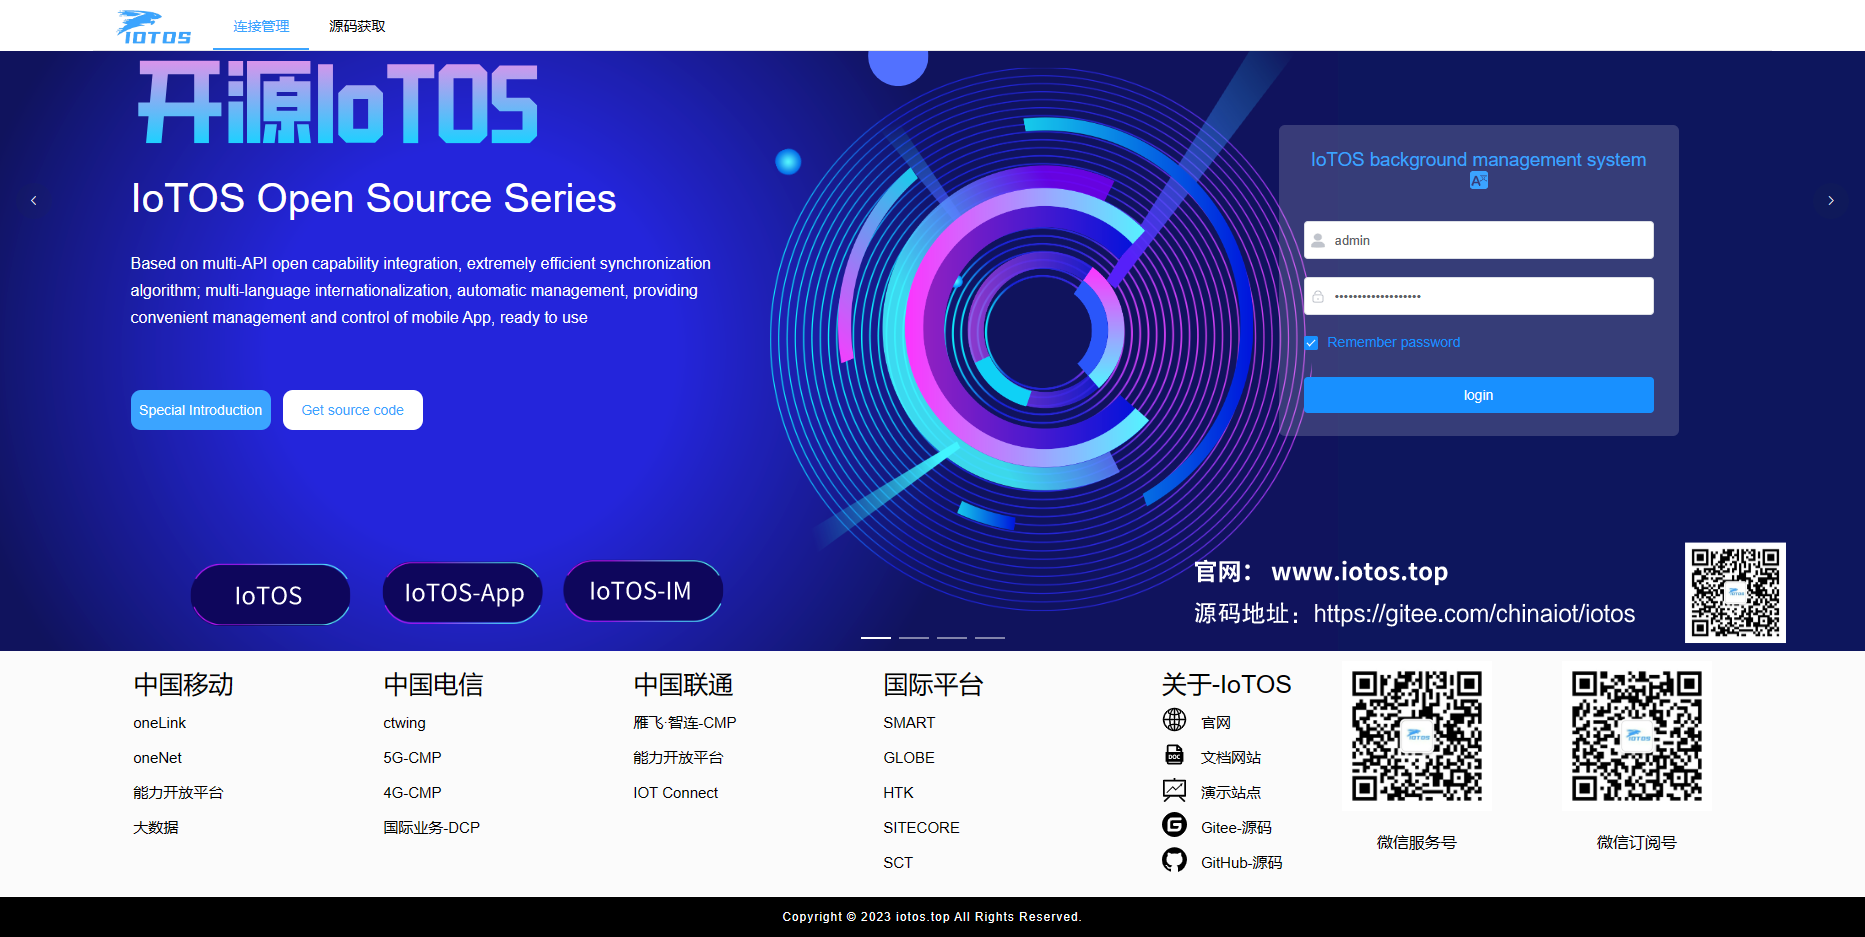 IOTOS
连接管理
源码获取
开源IoTOS
IoTOS Open Source Series
Based on multi-API open capability integration, extremely efficient synchronization
algorithm; multi-language internationalization, automatic management, providing
convenient management and control of mobile App, ready to use
Special Introduction
Get source code
IoTOS background management system
admin
•••••••••••••••••••
Remember password
login
IoTOS
IoTOS-App
IoTOS-IM
官网： www.iotos.top
源码地址：https://gitee.com/chinaiot/iotos
中国移动
oneLink
oneNet
能力开放平台
大数据
中国电信
ctwing
5G-CMP
4G-CMP
国际业务-DCP
中国联通
雁飞·智连-CMP
能力开放平台
IOT Connect
国际平台
SMART
GLOBE
HTK
SITECORE
SCT
关于-IoTOS
官网
DOC
文档网站
演示站点
Gitee-源码
GitHub-源码
IOTOS
微信服务号
IOTOS
微信订阅号
Copyright © 2023 iotos.top All Rights Reserved.